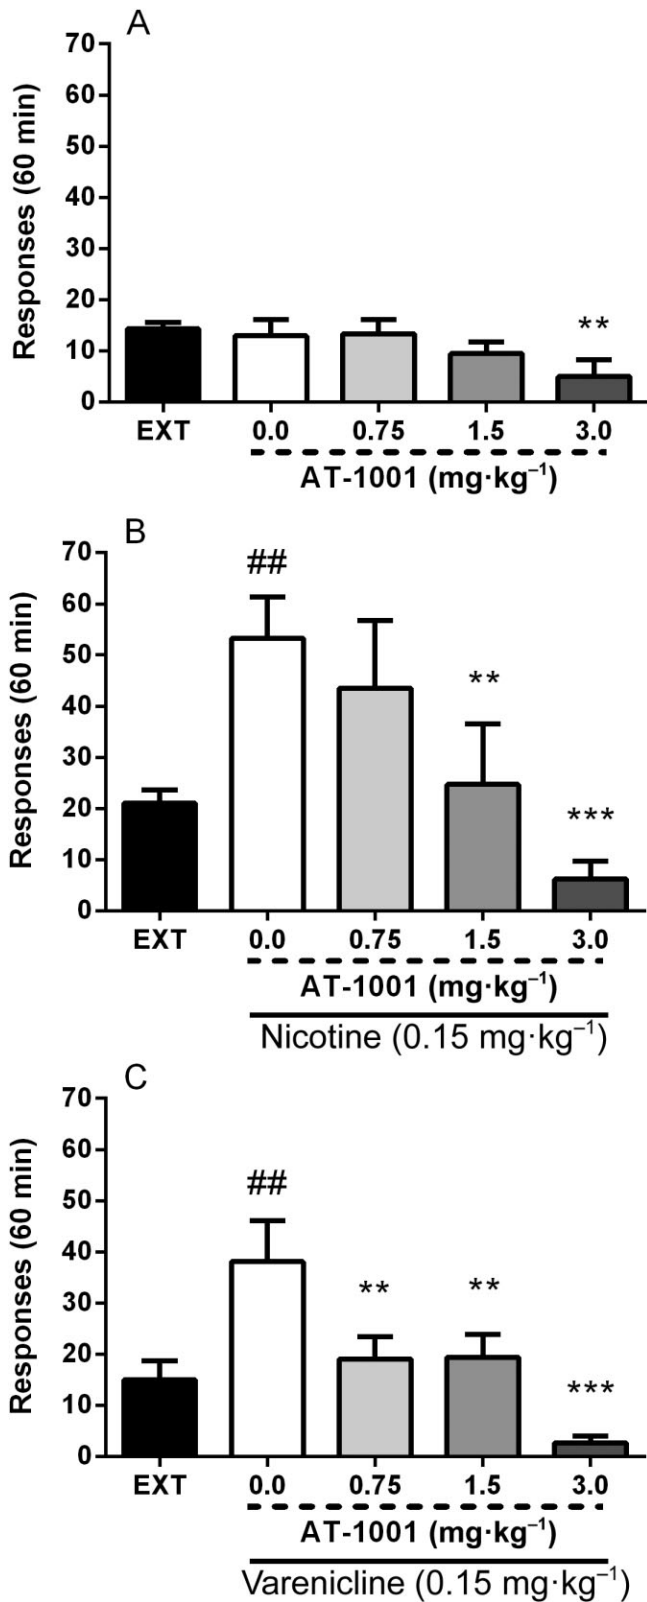 A
Responses (60 min)
70
60
50
40
30
20
10
0
**
EXT 0.0 0.75 1.5 3.0
AT-1001 (mg·kg⁻¹)
B
Responses (60 min)
70
60
50
40
30
20
10
0
##
**
***
EXT 0.0 0.75 1.5 3.0
AT-1001 (mg·kg⁻¹)
Nicotine (0.15 mg·kg⁻¹)
C
Responses (60 min)
70
60
50
40
30
20
10
0
##
** **
***
EXT 0.0 0.75 1.5 3.0
AT-1001 (mg·kg⁻¹)
Varenicline (0.15 mg·kg⁻¹)